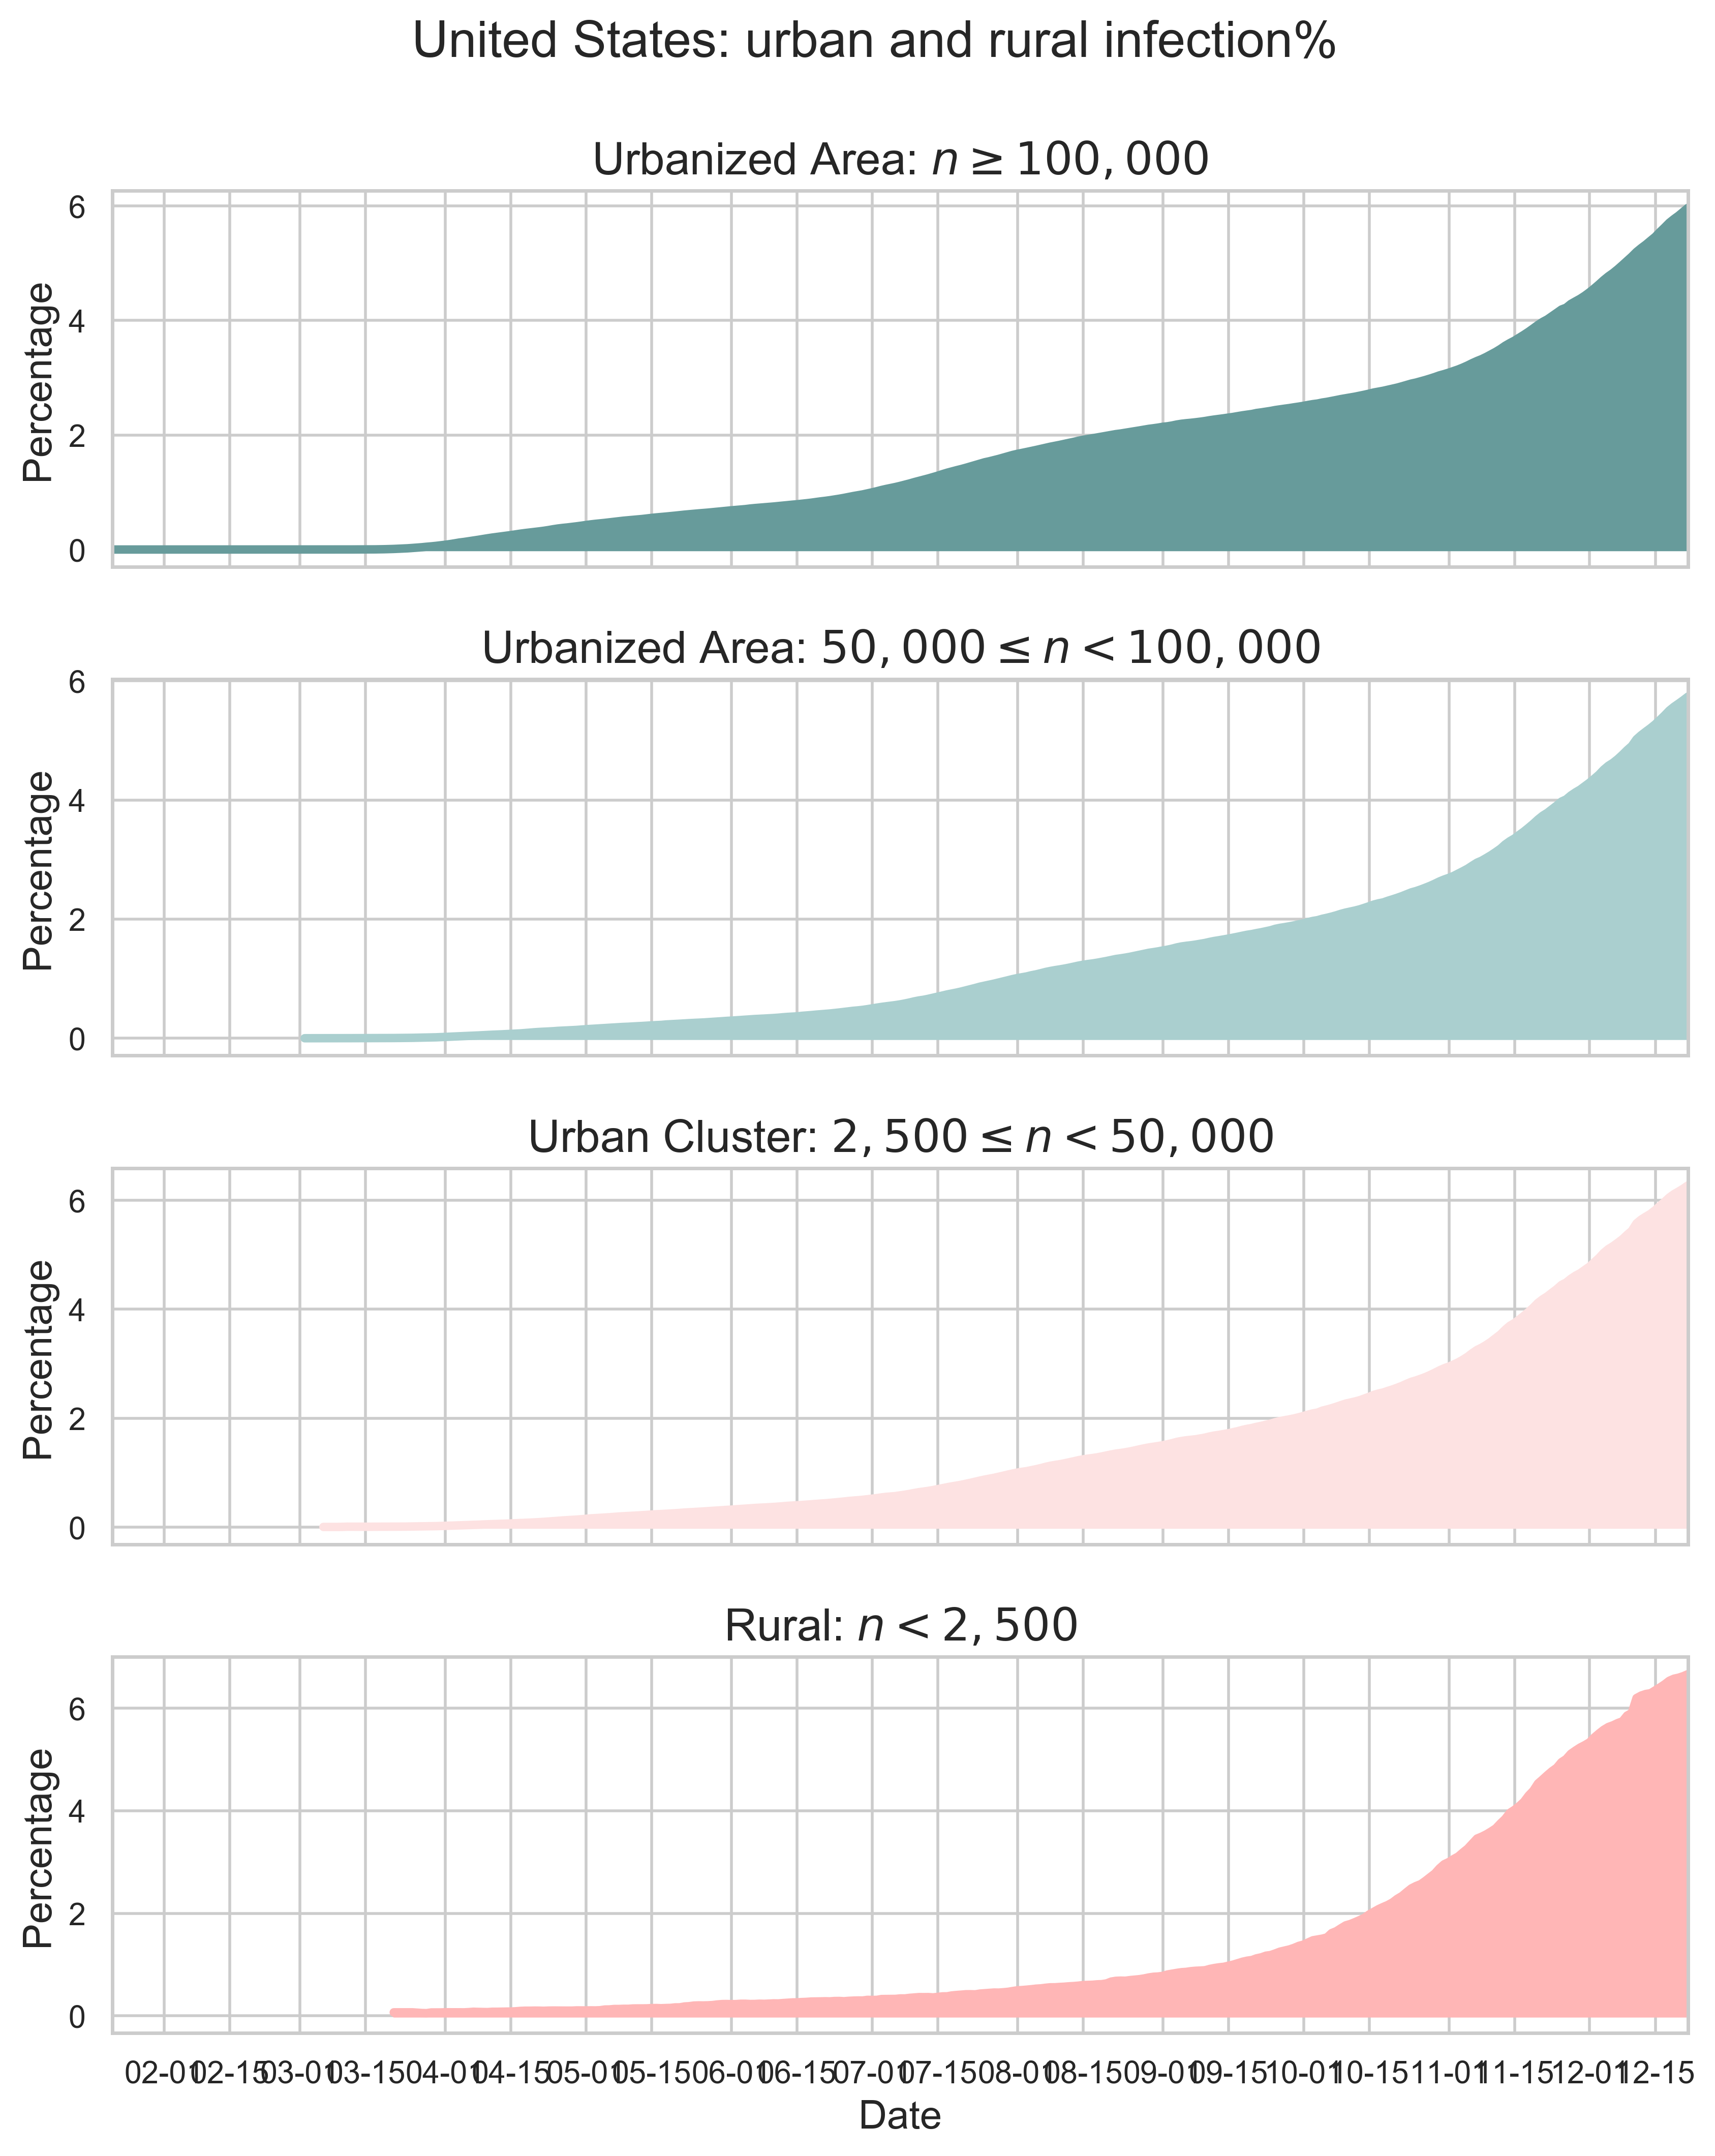 United States: urban and rural infection%
Urbanized Area: n ≥ 100,000
6
4
2
0
Percentage
Urbanized Area: 50,000 ≤ n < 100,000
6
4
2
0
Percentage
Urban Cluster: 2,500 ≤ n < 50,000
6
4
2
0
Percentage
Rural: n < 2,500
6
4
2
0
Percentage
02-01 02-15 03-01 03-15 04-01 04-15 05-01 05-15 06-01 06-15 07-01 07-15 08-01 08-15 09-01 09-15 10-01 10-15 11-01 11-15 12-01 12-15
Date